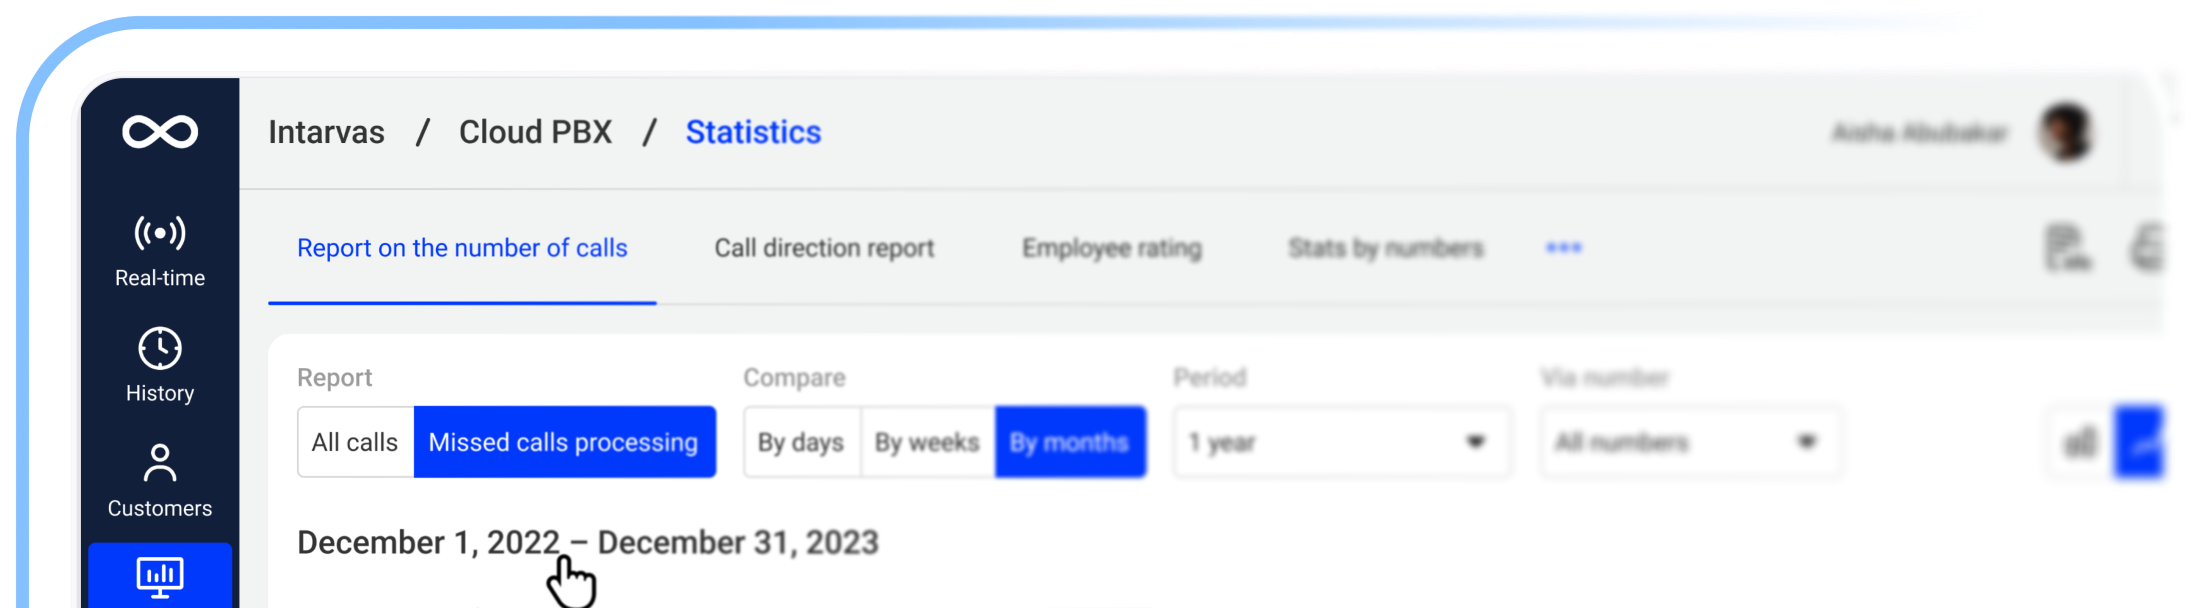 Intarvas / Cloud PBX / Statistics
Aisha Abubakar
Real-time
History
Customers
Report on the number of calls
Call direction report
Employee rating
Stats by numbers
•••
Report
Compare
Period
Via number
All calls
Missed calls processing
By days
By weeks
By months
1 year
All numbers
December 1, 2022 – December 31, 2023